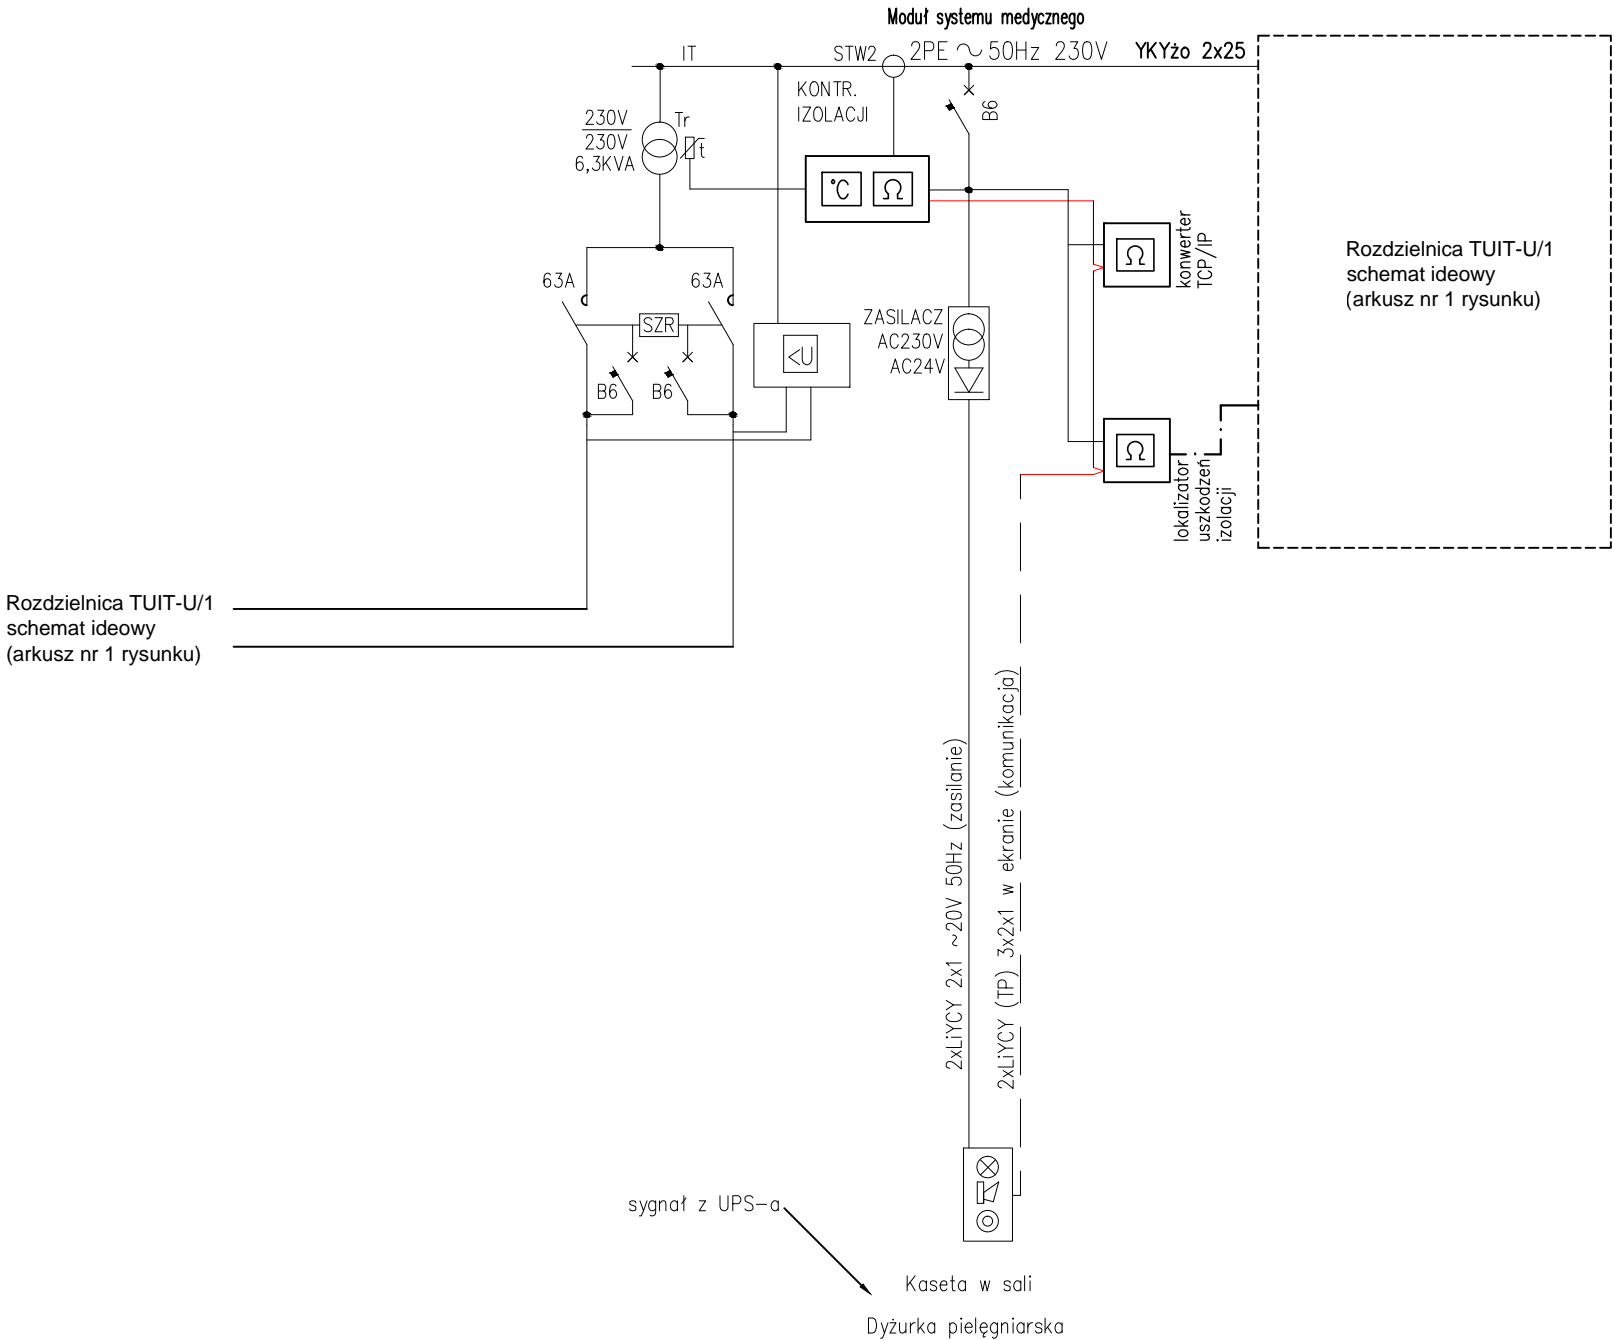 Moduł systemu medycznego
IT
STW2
2PE ~ 50Hz 230V
YKYżo 2x25
KONTR.
IZOLACJI
B6
230V
230V
6,3KVA
Tr
t
°C
Ω
konwerter
TCP/IP
Ω
Rozdzielnica TUIT-U/1
schemat ideowy
(arkusz nr 1 rysunku)
63A
63A
SZR
B6
B6
<U
ZASILACZ
AC230V
AC24V
Ω
lokalizator
uszkodzeń
izolacji
Rozdzielnica TUIT-U/1
schemat ideowy
(arkusz nr 1 rysunku)
2xLiYCY 2x1 ~20V 50Hz (zasilanie)
2xLiYCY (TP) 3x2x1 w ekranie (komunikacja)
sygnał z UPS-a
Kaseta w sali
Dyżurka pielęgniarska